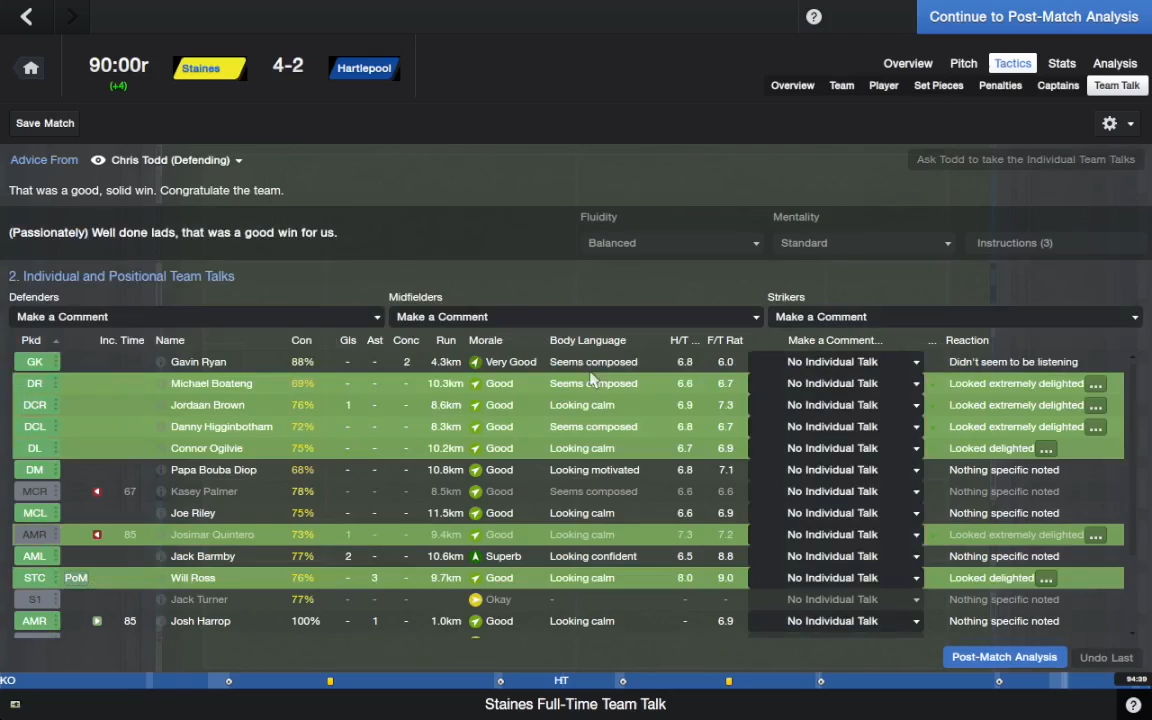 Continue to Post-Match Analysis
90:00r
(+4)
Staines
4-2
Hartlepool
Overview Pitch Tactics Stats Analysis
Overview Team Player Set Pieces Penalties Captains Team Talk
Save Match
Advice From Chris Todd (Defending)
Ask Todd to take the Individual Team Talks
That was a good, solid win. Congratulate the team.
Fluidity Mentality
(Passionately) Well done lads, that was a good win for us.
Balanced Standard Instructions (3)
2. Individual and Positional Team Talks
Defenders Midfielders Strikers
Make a Comment Make a Comment Make a Comment
Pkd Inc. Time Name Con Gls Ast Conc Run Morale Body Language H/T ... F/T Rat Make a Comment... ... Reaction
GK Gavin Ryan 88% - - 2 4.3km Very Good Seems composed 6.8 6.0 No Individual Talk Didn't seem to be listening
DR Michael Boateng 69% - - - 10.3km Good Seems composed 6.6 6.7 No Individual Talk Looked extremely delighted ...
DCR Jordaan Brown 76% 1 - - 8.6km Good Looking calm 6.9 7.3 No Individual Talk Looked extremely delighted ...
DCL Danny Higginbotham 72% - - - 8.3km Good Seems composed 6.8 6.7 No Individual Talk Looked extremely delighted ...
DL Connor Ogilvie 75% - - - 10.2km Good Looking calm 6.7 6.9 No Individual Talk Looked delighted ...
DM Papa Bouba Diop 68% - - - 10.8km Good Looking motivated 6.8 7.1 No Individual Talk Nothing specific noted
MCR 67 Kasey Palmer 78% - - - 8.5km Good Seems composed 6.6 6.6 No Individual Talk Nothing specific noted
MCL Joe Riley 75% - - - 11.5km Good Looking calm 6.6 6.9 No Individual Talk Nothing specific noted
AMR 85 Josimar Quintero 73% 1 - - 9.4km Good Looking calm 7.3 7.2 No Individual Talk Looked extremely delighted ...
AML Jack Barmby 77% 2 - - 10.6km Superb Looking confident 6.5 8.8 No Individual Talk Nothing specific noted
STC PoM Will Ross 76% - 3 - 9.7km Good Looking calm 8.0 9.0 No Individual Talk Looked delighted ...
S1 Jack Turner 77% - - - - Okay - - - No Individual Talk Nothing specific noted
AMR 85 Josh Harrop 100% - 1 - 1.0km Good Looking calm - 6.9 No Individual Talk Nothing specific noted
Post-Match Analysis Undo Last
KO HT 94:39
Staines Full-Time Team Talk